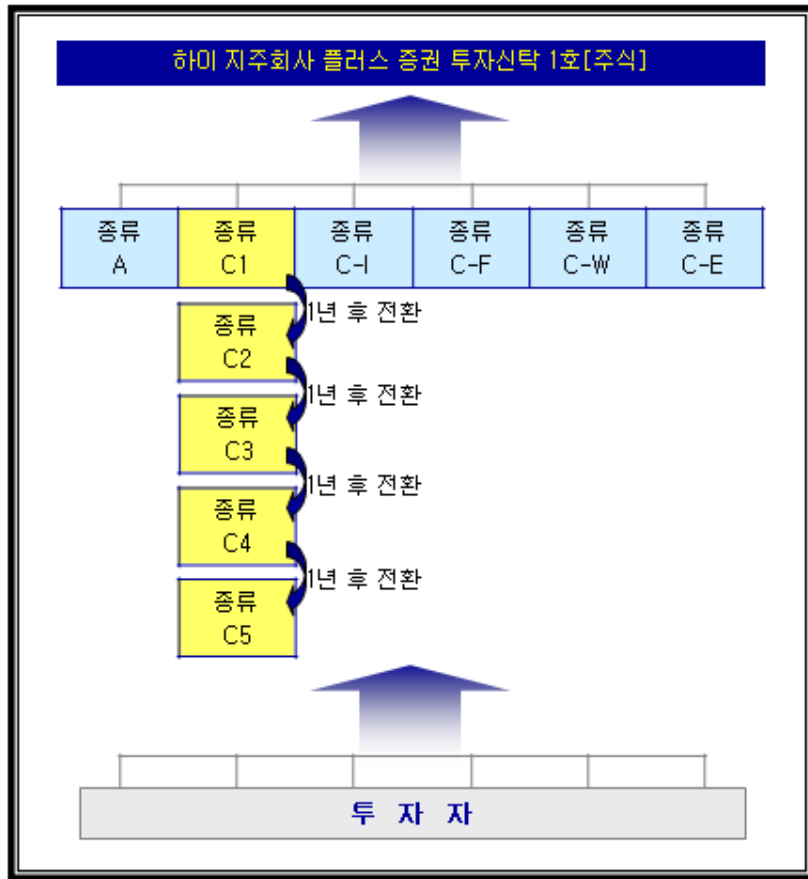 하이 지주회사 플러스 증권 투자신탁 1호[주식]
종류
A
종류
C1
종류
C-I
종류
C-F
종류
C-W
종류
C-E
1년 후 전환
종류
C2
1년 후 전환
종류
C3
1년 후 전환
종류
C4
1년 후 전환
종류
C5
투 자 자